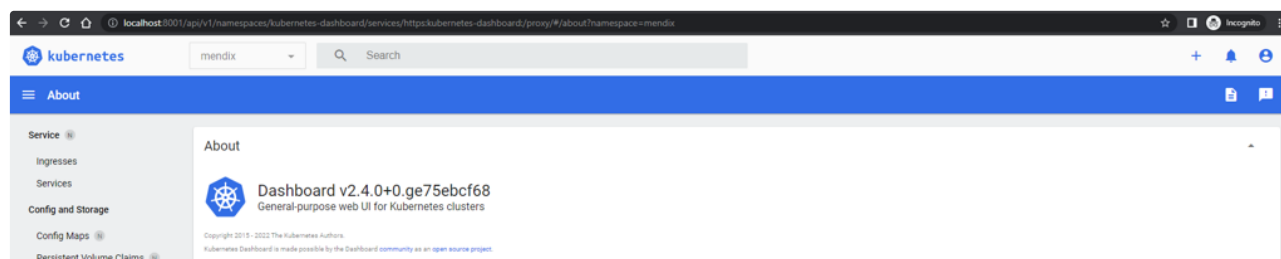 localhost:8001/api/v1/namespaces/kubernetes-dashboard/services/https:kubernetes-dashboard:/proxy/#/about?namespace=mendix
Incognito
kubernetes
mendix
Search
About
Service N
Ingresses
Services
Config and Storage
Config Maps N
Persistent Volume Claims N
About
Dashboard v2.4.0+0.ge75ebcf68
General-purpose web UI for Kubernetes clusters
Copyright 2015 - 2022 The Kubernetes Authors.
Kubernetes Dashboard is made possible by the Dashboard community as an open source project.